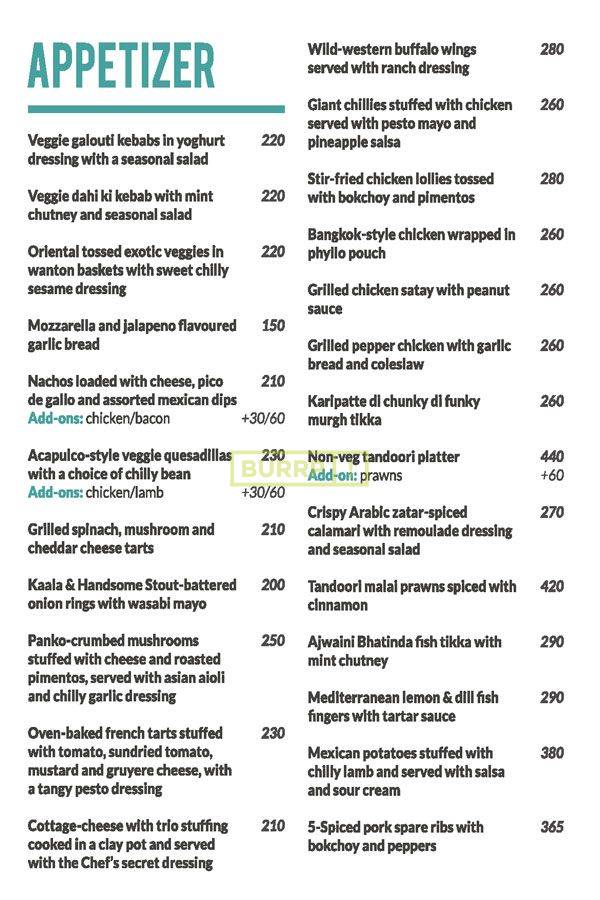 APPETIZER
Veggie galouti kebabs in yoghurt 220
dressing with a seasonal salad
Veggie dahi ki kebab with mint 220
chutney and seasonal salad
Oriental tossed exotic veggies in 220
wanton baskets with sweet chilly
sesame dressing
Mozzarella and jalapeno flavoured 150
garlic bread
Nachos loaded with cheese, pico 210
de gallo and assorted mexican dips
Add-ons: chicken/bacon +30/60
Acapulco-style veggie quesadillas 230
with a choice of chilly bean
Add-ons: chicken/lamb +30/60
Grilled spinach, mushroom and 210
cheddar cheese tarts
Kaala & Handsome Stout-battered 200
onion rings with wasabi mayo
Panko-crumbed mushrooms 250
stuffed with cheese and roasted
pimentos, served with asian aioli
and chilly garlic dressing
Oven-baked french tarts stuffed 230
with tomato, sundried tomato,
mustard and gruyere cheese, with
a tangy pesto dressing
Cottage-cheese with trio stuffing 210
cooked in a clay pot and served
with the Chef's secret dressing
Wild-western buffalo wings 280
served with ranch dressing
Giant chillies stuffed with chicken 260
served with pesto mayo and
pineapple salsa
Stir-fried chicken lollies tossed 280
with bokchoy and pimentos
Bangkok-style chicken wrapped in 260
phyllo pouch
Grilled chicken satay with peanut 260
sauce
Grilled pepper chicken with garlic 260
bread and coleslaw
Karipatte di chunky di funky 260
murgh tikka
Non-veg tandoori platter 440
Add-on: prawns +60
Crispy Arabic zatar-spiced 270
calamari with remoulade dressing
and seasonal salad
Tandoori malai prawns spiced with 420
cinnamon
Ajwaini Bhatinda fish tikka with 290
mint chutney
Mediterranean lemon & dill fish 290
fingers with tartar sauce
Mexican potatoes stuffed with 380
chilly lamb and served with salsa
and sour cream
5-Spiced pork spare ribs with 365
bokchoy and peppers